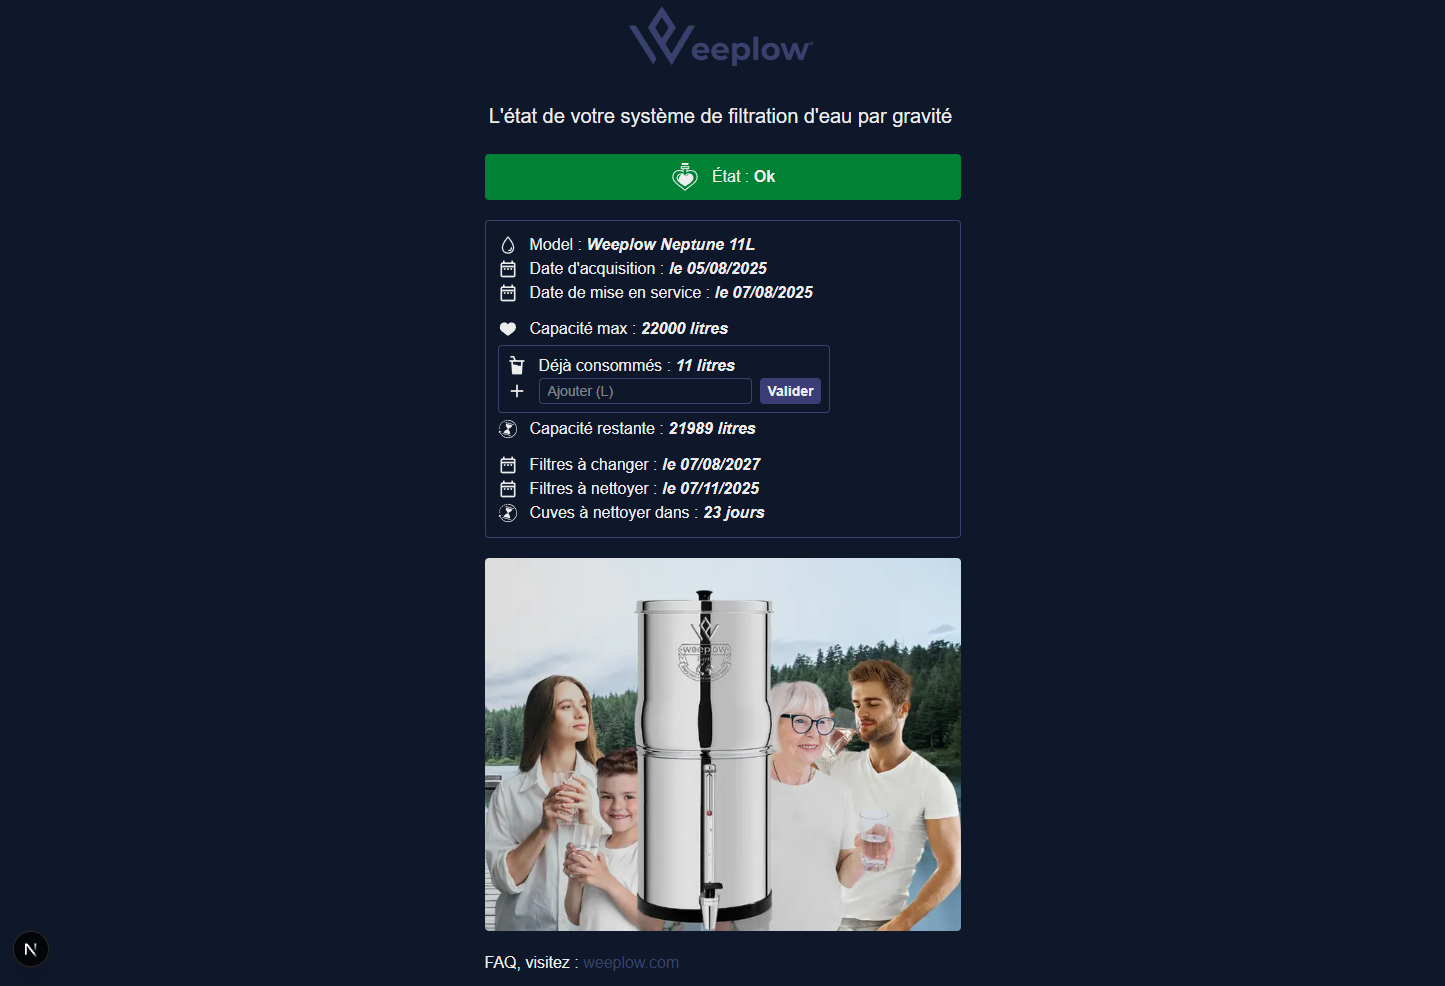 Weeplow
L'état de votre système de filtration d'eau par gravité
État : Ok
Model : Weeplow Neptune 11L
Date d'acquisition : le 05/08/2025
Date de mise en service : le 07/08/2025
Capacité max : 22000 litres
Déjà consommés : 11 litres
+ Ajouter (L) Valider
Capacité restante : 21989 litres
Filtres à changer : le 07/08/2027
Filtres à nettoyer : le 07/11/2025
Cuves à nettoyer dans : 23 jours
weeplow
N
FAQ, visitez : weeplow.com